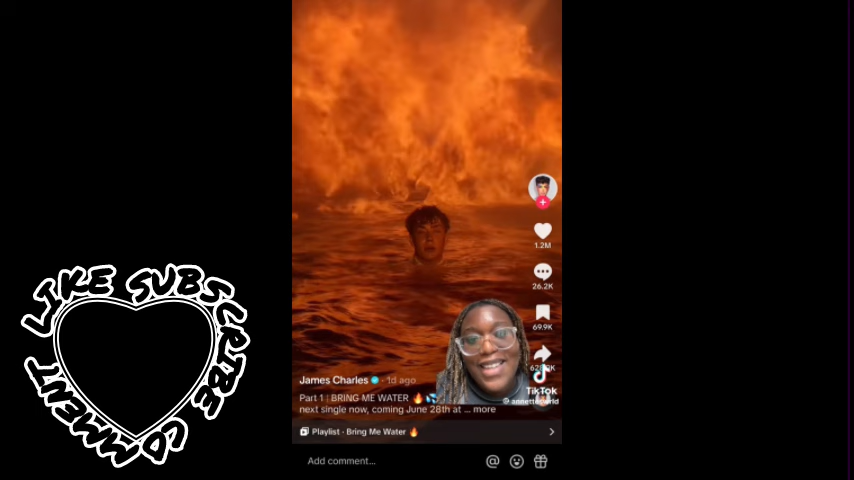 LIKE SUBSCRIBE COMMENT
1.2M
26.2K
69.9K
James Charles · 1d ago
Part 1 | BRING ME WATER 🔥💦
next single now, coming June 28th at ... more
TikTok
Playlist · Bring Me Water 🔥
Add comment...